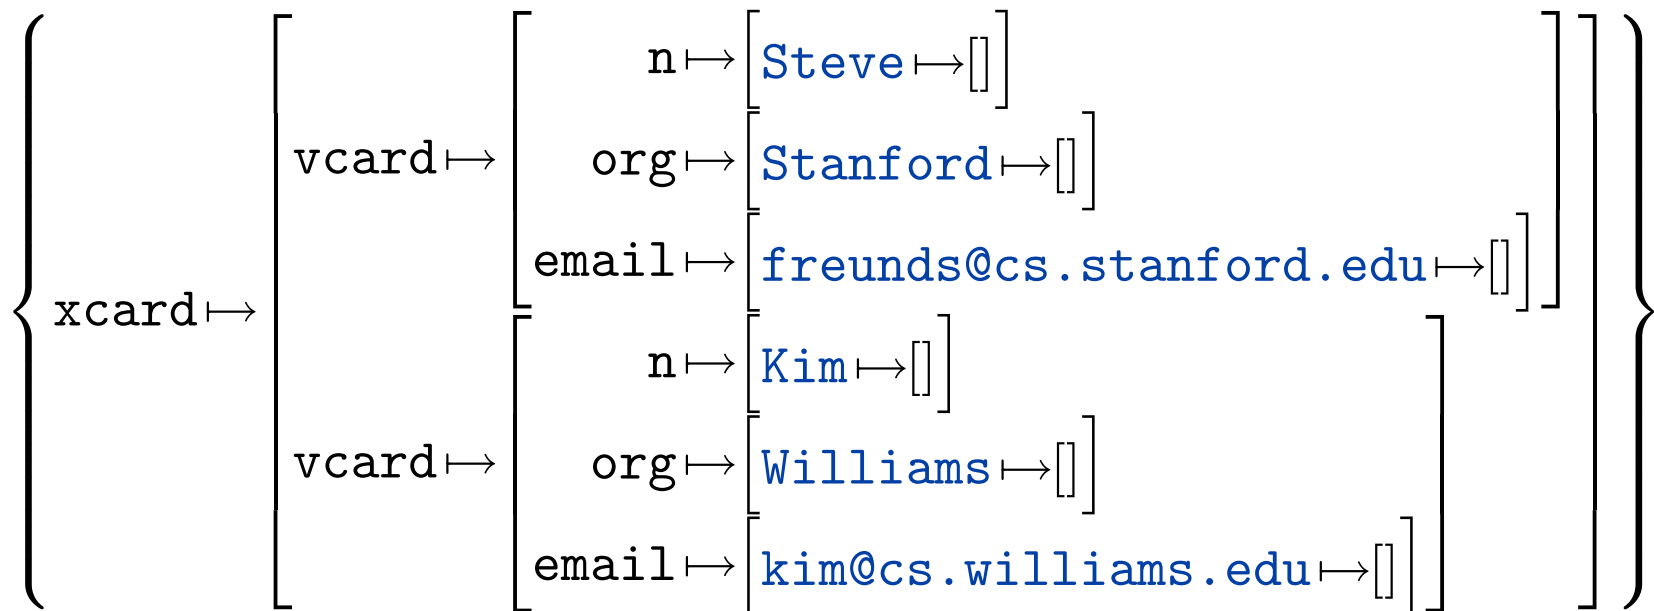 n ↦ [Steve ↦ []]
vcard ↦ org ↦ [Stanford ↦ []]
email ↦ [freunds@cs.stanford.edu ↦ []]
xcard ↦
n ↦ [Kim ↦ []]
vcard ↦ org ↦ [Williams ↦ []]
email ↦ [kim@cs.williams.edu ↦ []]